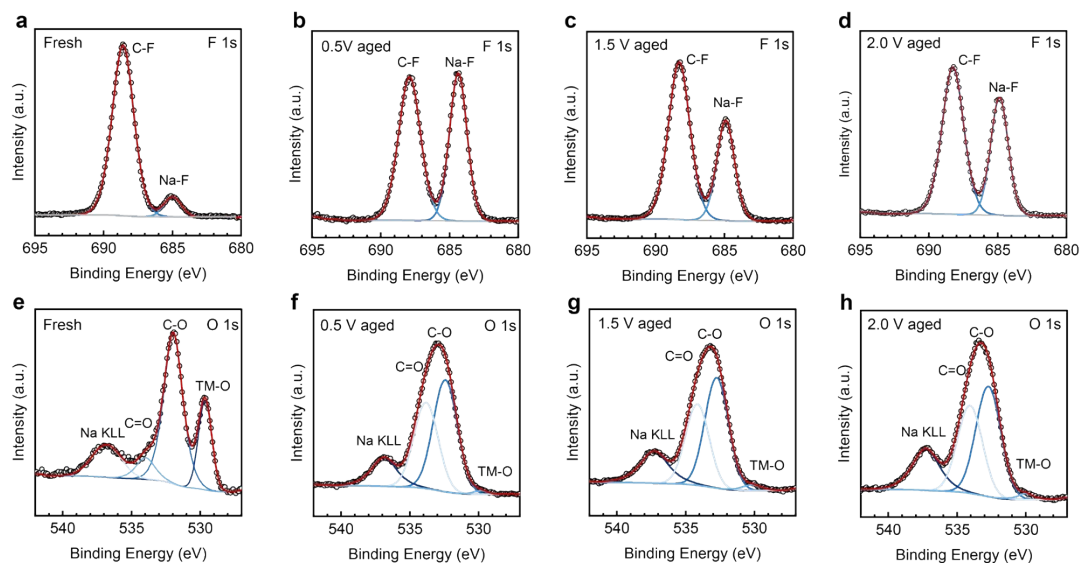 a
Fresh
F 1s
C-F
Na-F
Intensity (a.u.)
695 690 685 680
Binding Energy (eV)
b
0.5V aged
F 1s
C-F
Na-F
Intensity (a.u.)
695 690 685 680
Binding Energy (eV)
c
1.5 V aged
F 1s
C-F
Na-F
Intensity (a.u.)
695 690 685 680
Binding Energy (eV)
d
2.0 V aged
F 1s
C-F
Na-F
Intensity (a.u.)
695 690 685 680
Binding Energy (eV)
e
Fresh
C-O
O 1s
TM-O
C=O
Na KLL
Intensity (a.u.)
540 535 530
Binding Energy (eV)
f
0.5 V aged
C-O
O 1s
C=O
Na KLL
TM-O
Intensity (a.u.)
540 535 530
Binding Energy (eV)
g
1.5 V aged
C-O
O 1s
C=O
Na KLL
TM-O
Intensity (a.u.)
540 535 530
Binding Energy (eV)
h
2.0 V aged
C-O
O 1s
C=O
Na KLL
TM-O
Intensity (a.u.)
540 535 530
Binding Energy (eV)